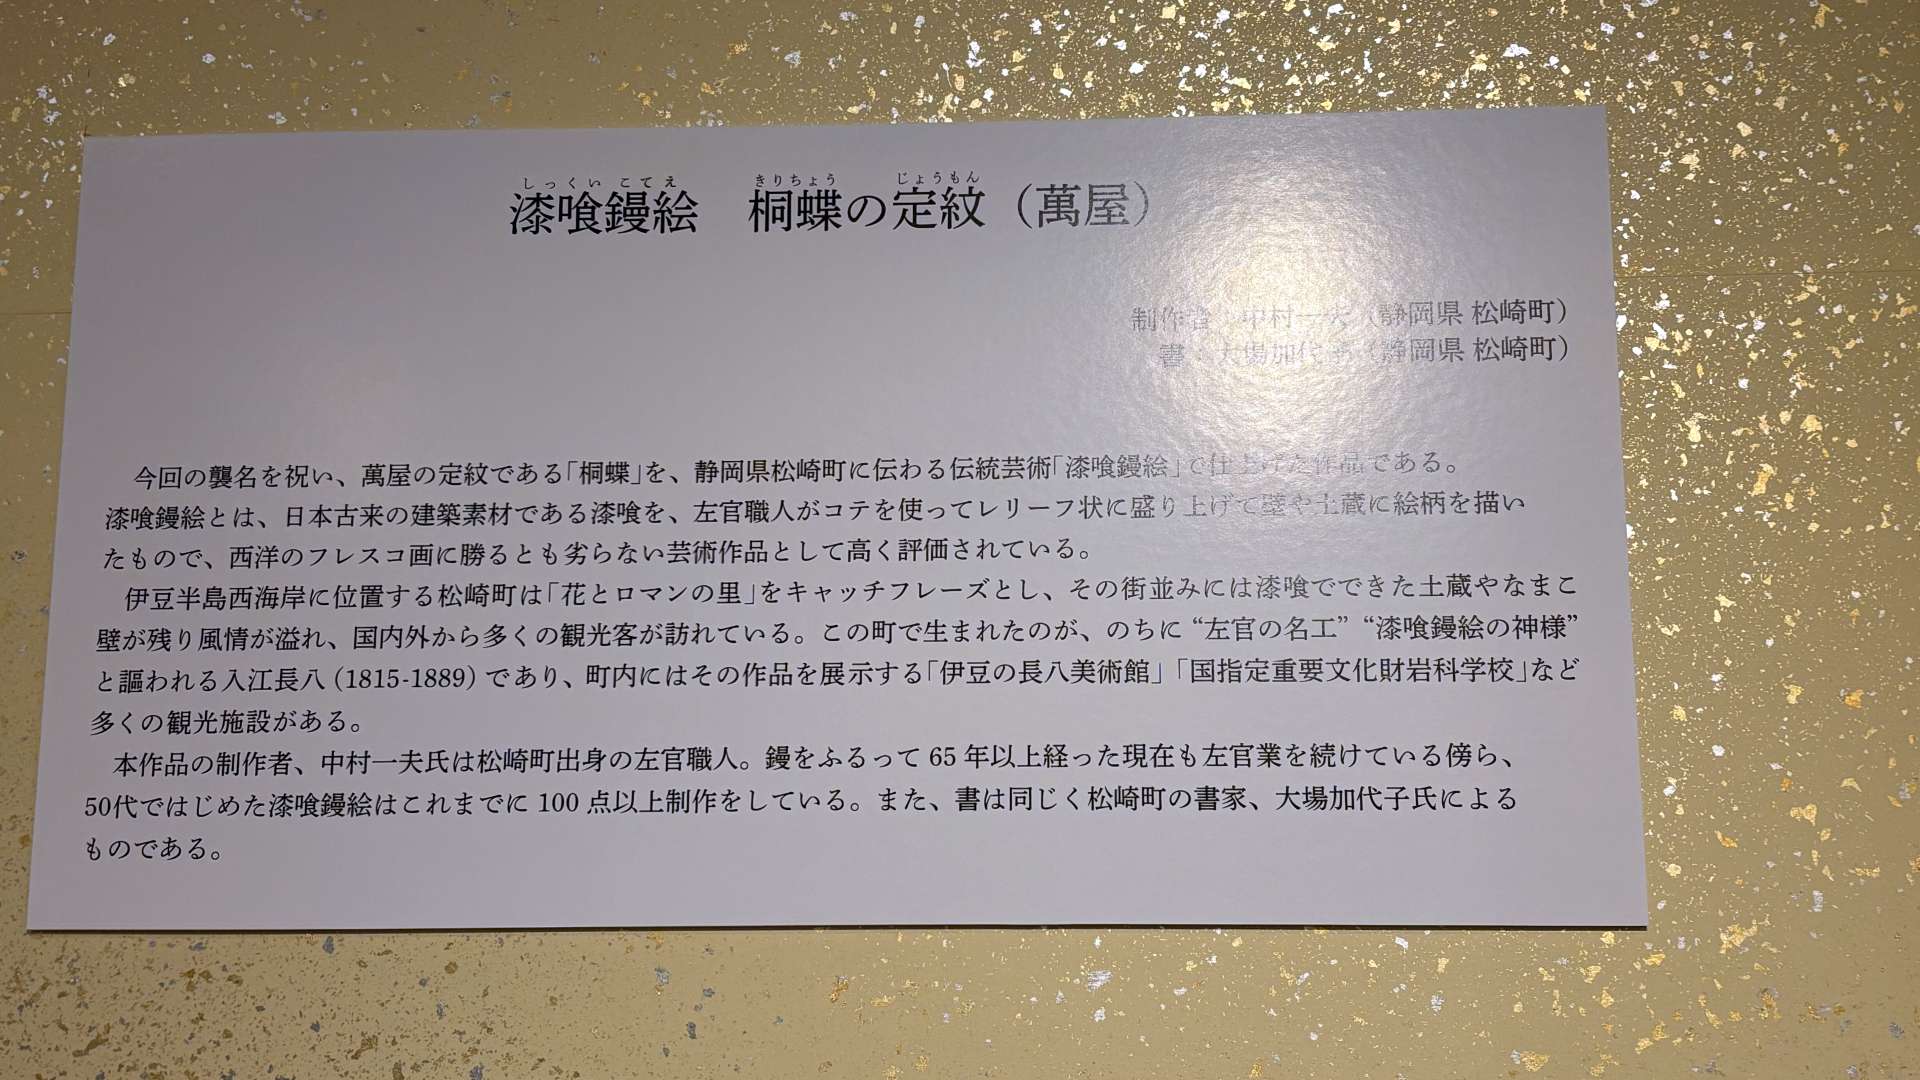 しっくい こてえ きりちょう じょうもん
漆喰鏝絵 桐蝶の定紋（萬屋）
制作者：中村一夫（静岡県 松崎町）
書：大場加代子（静岡県 松崎町）
今回の襲名を祝い、萬屋の定紋である「桐蝶」を、静岡県松崎町に伝わる伝統芸術「漆喰鏝絵」で仕上げた作品である。
漆喰鏝絵とは、日本古来の建築素材である漆喰を、左官職人がコテを使ってレリーフ状に盛り上げて壁や土蔵に絵柄を描い
たもので、西洋のフレスコ画に勝るとも劣らない芸術作品として高く評価されている。
伊豆半島西海岸に位置する松崎町は「花とロマンの里」をキャッチフレーズとし、その街並みには漆喰でできた土蔵やなまこ
壁が残り風情が溢れ、国内外から多くの観光客が訪れている。この町で生まれたのが、のちに “左官の名工” “漆喰鏝絵の神様”
と謳われる入江長八 (1815-1889) であり、町内にはその作品を展示する「伊豆の長八美術館」「国指定重要文化財岩科学校」など
多くの観光施設がある。
本作品の制作者、中村一夫氏は松崎町出身の左官職人。鏝をふるって 65 年以上経った現在も左官業を続けている傍ら、
50代ではじめた漆喰鏝絵はこれまでに 100 点以上制作をしている。また、書は同じく松崎町の書家、大場加代子氏による
ものである。